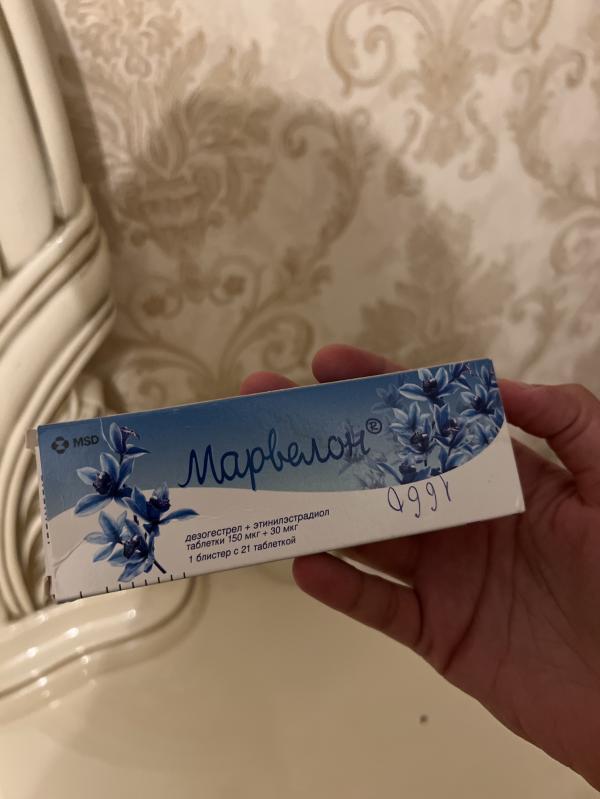 MSD
Марвелон®
дезогестрел + этинилэстрадиол
таблетки 150 мкг + 30 мкг
1 блистер с 21 таблеткой